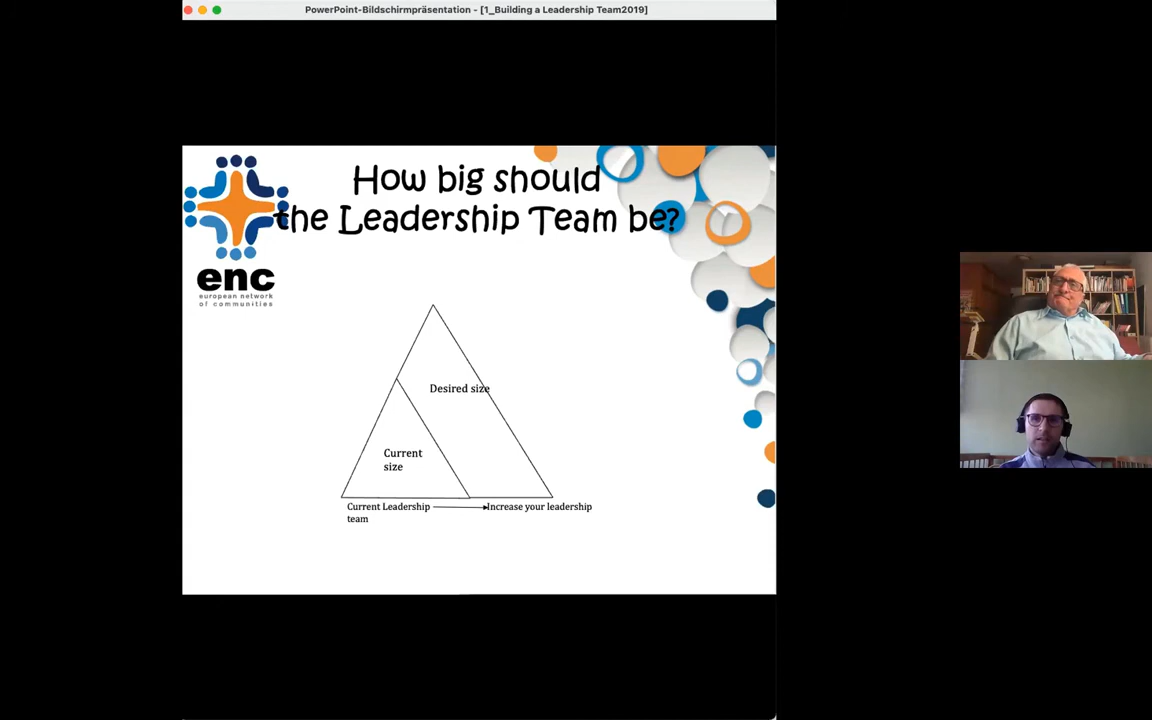 PowerPoint-Bildschirmpräsentation - [1_Building a Leadership Team2019]
How big should
the Leadership Team be?
enc
european network
of communities
Desired size
Current
size
Current Leadership
team
Increase your leadership